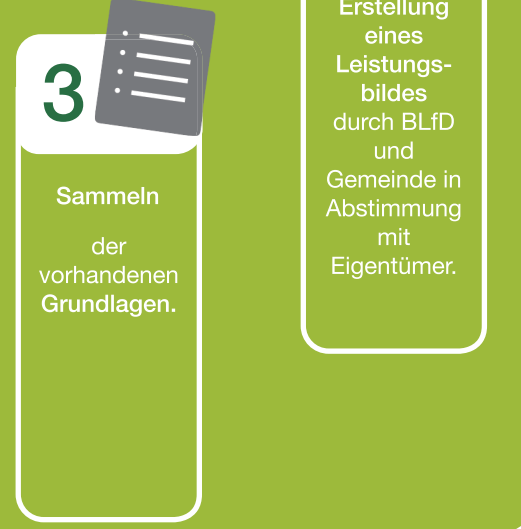 3
Sammeln
der
vorhandenen
Grundlagen.
Erstellung
eines
Leistungs-
bildes
durch BLfD
und
Gemeinde in
Abstimmung
mit
Eigentümer.